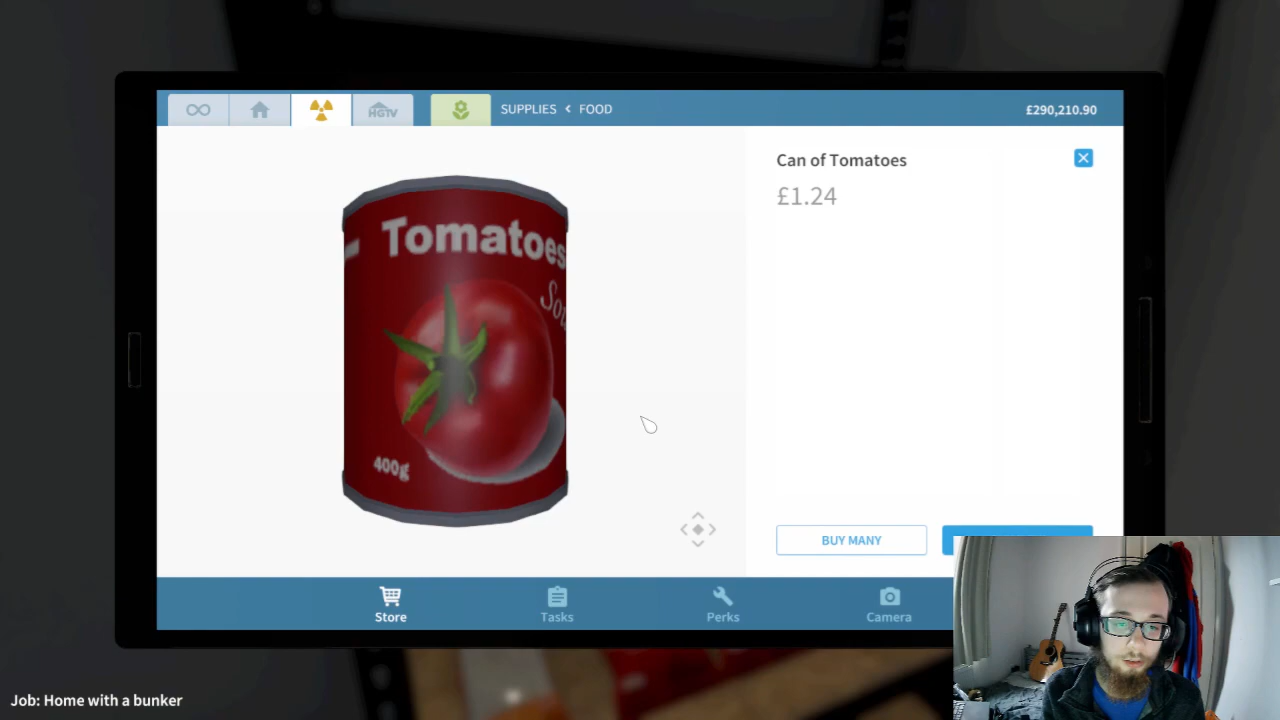 HGTV
SUPPLIES < FOOD
£290,210.90
Can of Tomatoes
£1.24
Tomatoes
400g
BUY MANY
Store
Tasks
Perks
Camera
Job: Home with a bunker